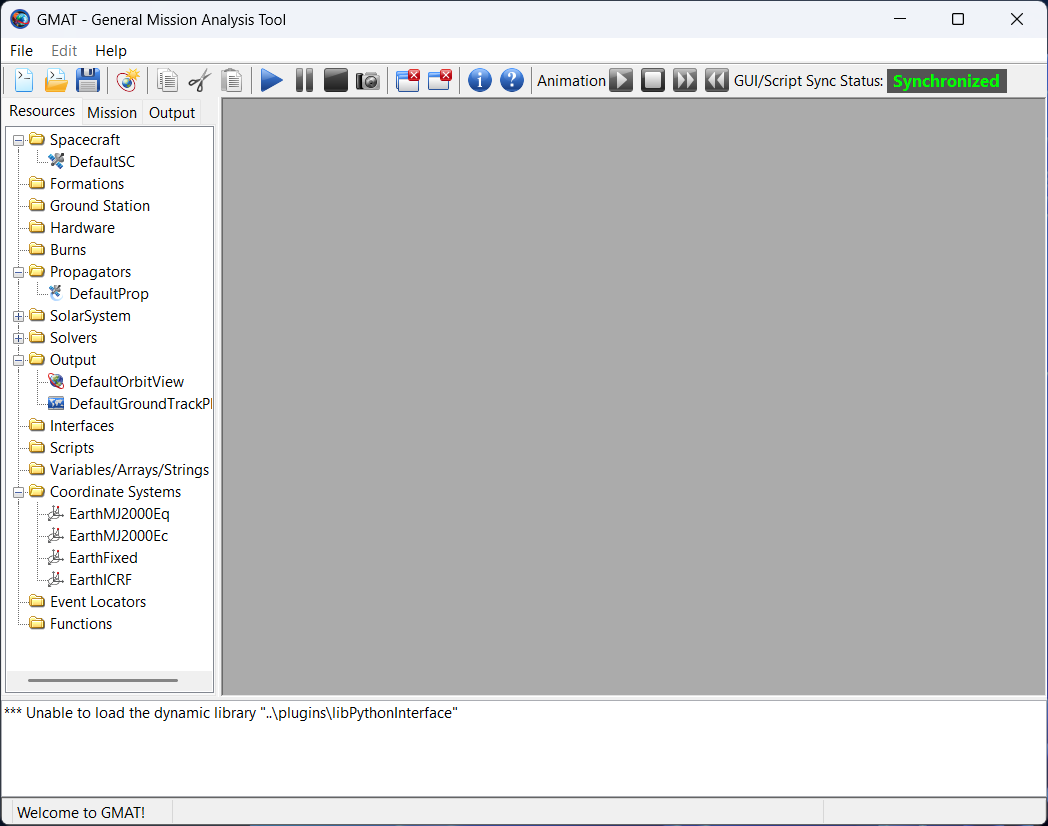 GMAT - General Mission Analysis Tool
File Edit Help
Animation GUI/Script Sync Status: Synchronized
Resources Mission Output
Spacecraft
DefaultSC
Formations
Ground Station
Hardware
Burns
Propagators
DefaultProp
SolarSystem
Solvers
Output
DefaultOrbitView
DefaultGroundTrackPl
Interfaces
Scripts
Variables/Arrays/Strings
Coordinate Systems
EarthMJ2000Eq
EarthMJ2000Ec
EarthFixed
EarthICRF
Event Locators
Functions
*** Unable to load the dynamic library "..\plugins\libPythonInterface"
Welcome to GMAT!